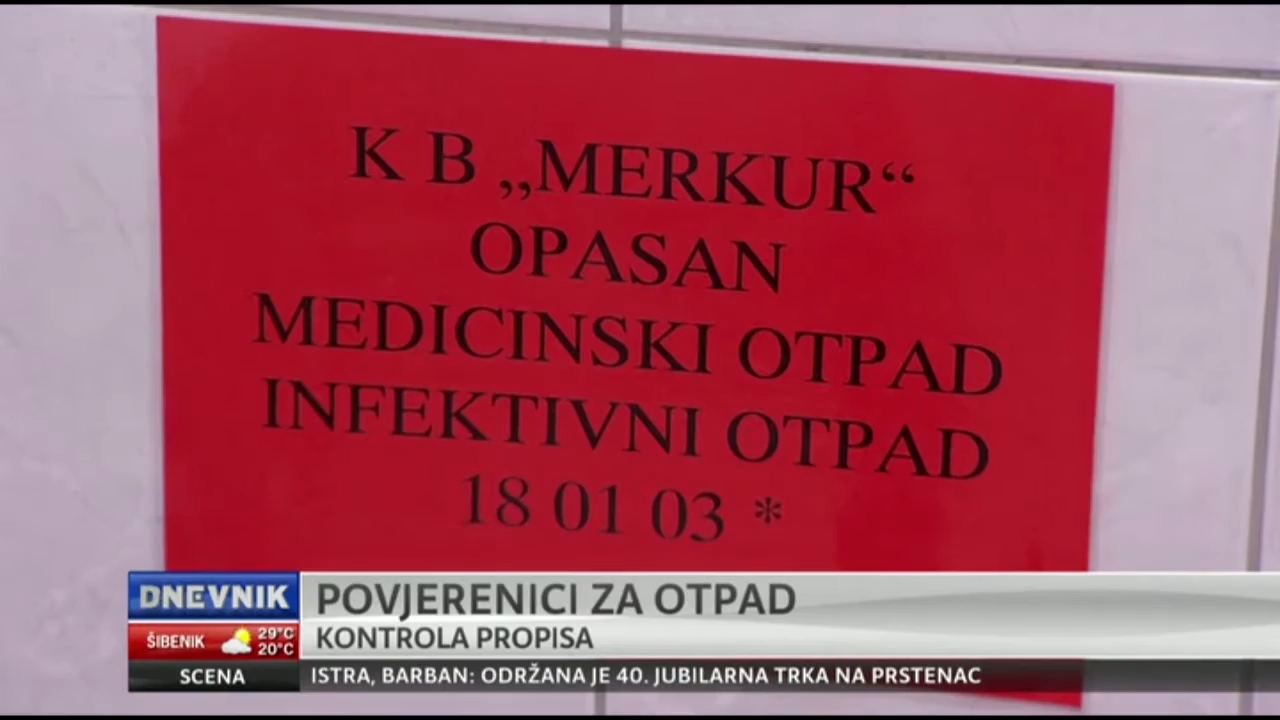 K B „MERKUR“
OPASAN
MEDICINSKI OTPAD
INFEKTIVNI OTPAD
18 01 03 *
DNEVNIK
POVJERENICI ZA OTPAD
ŠIBENIK 29°C
20°C
KONTROLA PROPISA
SCENA
ISTRA, BARBAN: ODRŽANA JE 40. JUBILARNA TRKA NA PRSTENAC